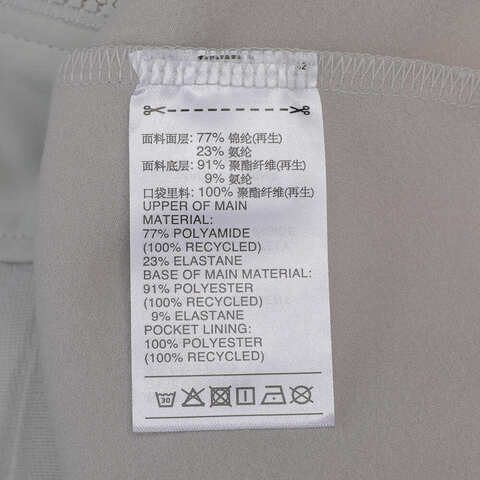 面料面层: 77% 锦纶(再生)
23% 氨纶
面料底层: 91% 聚酯纤维(再生)
9% 氨纶
口袋里料: 100% 聚酯纤维(再生)
UPPER OF MAIN
MATERIAL:
77% POLYAMIDE
(100% RECYCLED)
23% ELASTANE
BASE OF MAIN MATERIAL:
91% POLYESTER
(100% RECYCLED)
9% ELASTANE
POCKET LINING:
100% POLYESTER
(100% RECYCLED)
30